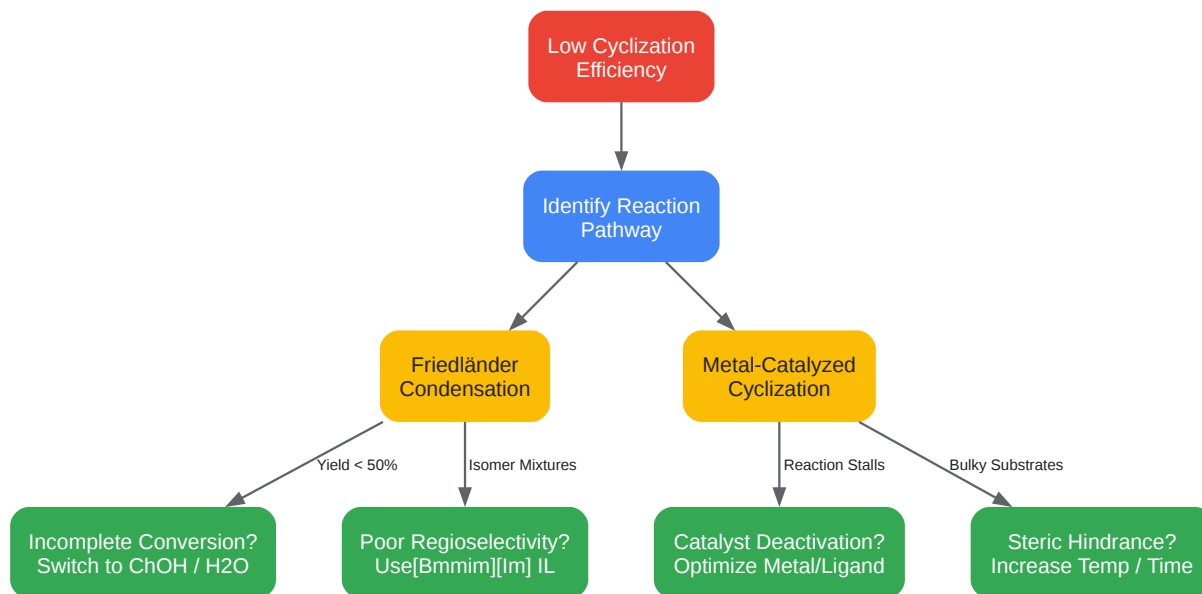 Low Cyclization
Efficiency
Identify Reaction
Pathway
Friedländer
Condensation
Metal-Catalyzed
Cyclization
Yield < 50%
Isomer Mixtures
Reaction Stalls
Bulky Substrates
Incomplete Conversion?
Switch to ChOH / H2O
Poor Regioselectivity?
Use[Bmmim][Im] IL
Catalyst Deactivation?
Optimize Metal/Ligand
Steric Hindrance?
Increase Temp / Time